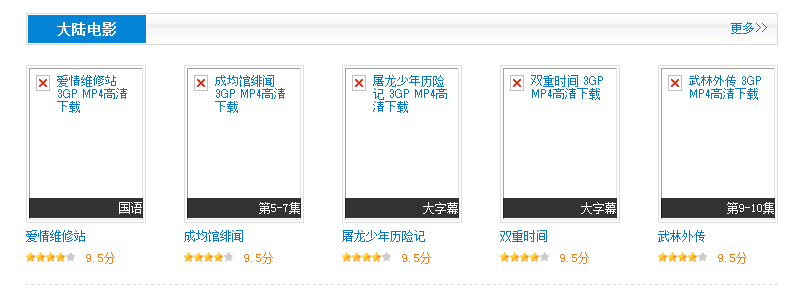 大陆电影
更多>>
爱情维修站
3GP MP4高清
下载
国语
成均馆绯闻
3GP MP4高清
下载
第5-7集
屠龙少年历险
记 3GP MP4高
清下载
大字幕
双重时间 3GP
MP4高清下载
大字幕
武林外传 3GP
MP4高清下载
第9-10集
爱情维修站
成均馆绯闻
屠龙少年历险记
双重时间
武林外传
9.5分
9.5分
9.5分
9.5分
9.5分